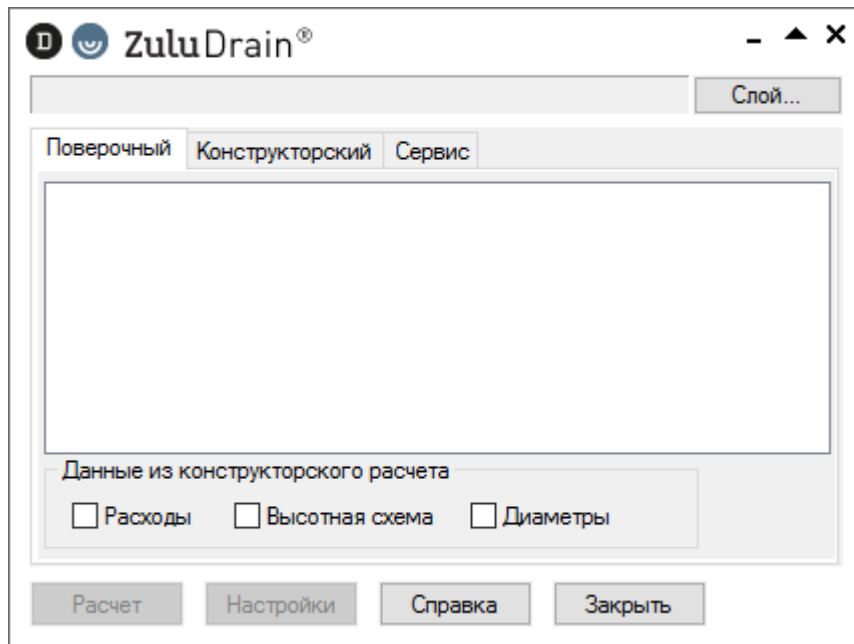 D ZuluDrain®
Слой...
Поверочный Конструкторский Сервис
Данные из конструкторского расчета
Расходы Высотная схема Диаметры
Расчет Настройки Справка Закрыть